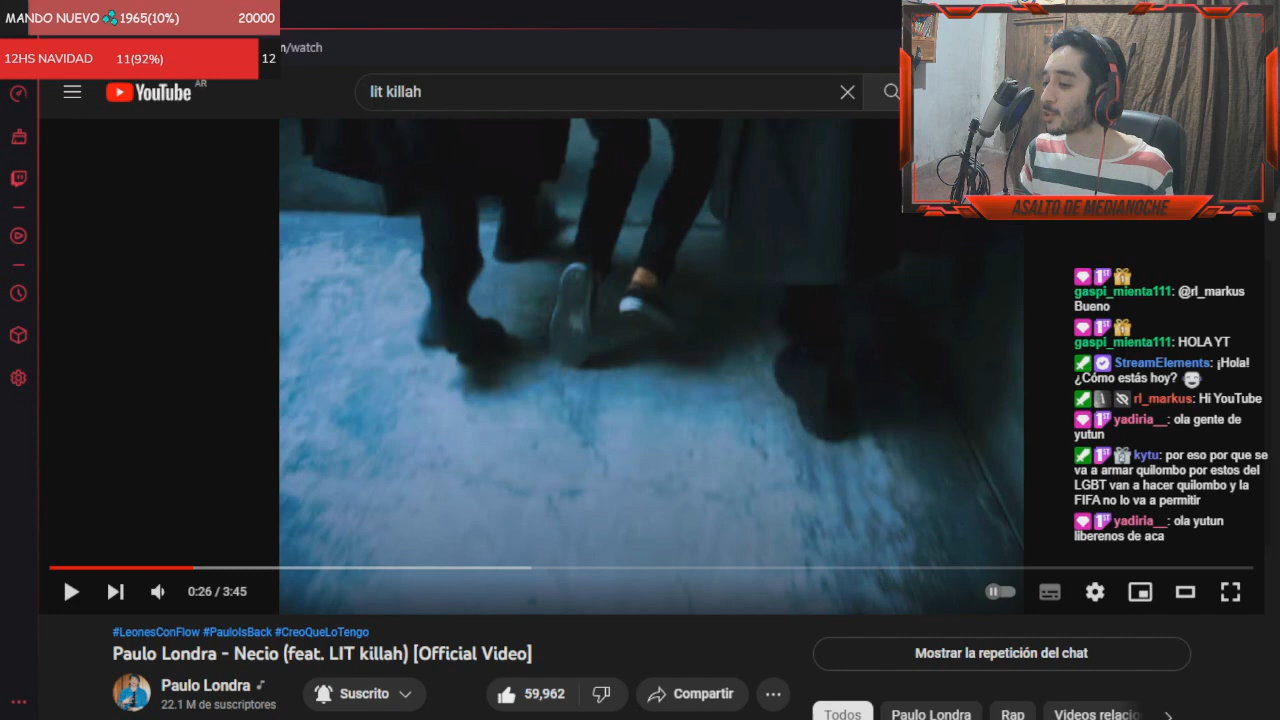 MANDO NUEVO 1965(10%) 20000
12HS NAVIDAD 11(92%) 12
n/watch
YouTube AR
lit killah
ASALTO DE MEDIANOCHE
gaspi_mienta111: @rl_markus
Bueno
gaspi_mienta111: HOLA YT
StreamElements: ¡Hola!
¿Cómo estás hoy?
rl_markus: Hi YouTube
yadiria__: ola gente de
yutun
kytu: por eso por que se
va a armar quilombo por estos del
LGBT van a hacer quilombo y la
FIFA no lo va a permitir
yadiria__: ola yutun
liberenos de aca
0:26 / 3:45
#LeonesConFlow #PauloIsBack #CreoQueLoTengo
Paulo Londra - Necio (feat. LIT killah) [Official Video]
Mostrar la repetición del chat
Paulo Londra
22.1 M de suscriptores
Suscrito
59,962
Compartir
Todos
Paulo Londra
Rap
Videos relacio